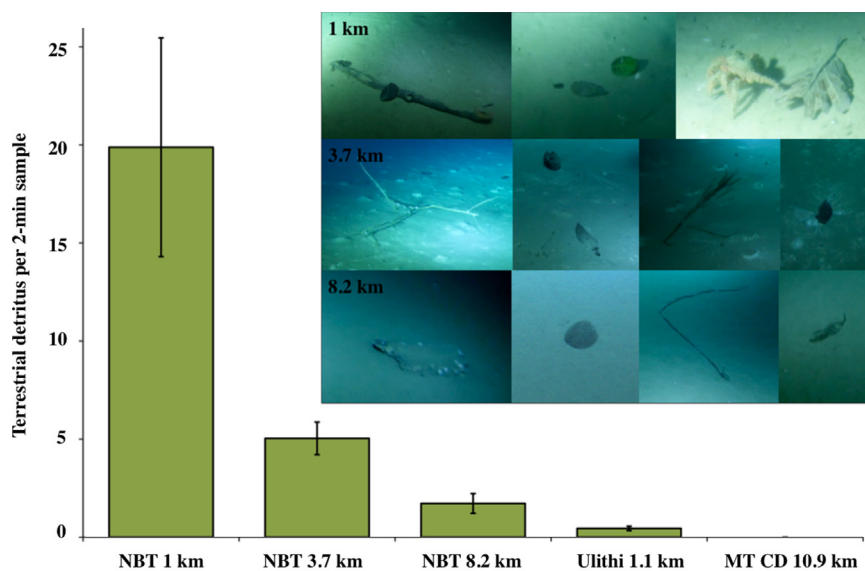 Terrestrial detritus per 2-min sample
20
15
10
5
0
1 km
3.7 km
8.2 km
NBT 1 km NBT 3.7 km NBT 8.2 km Ulithi 1.1 km MT CD 10.9 km